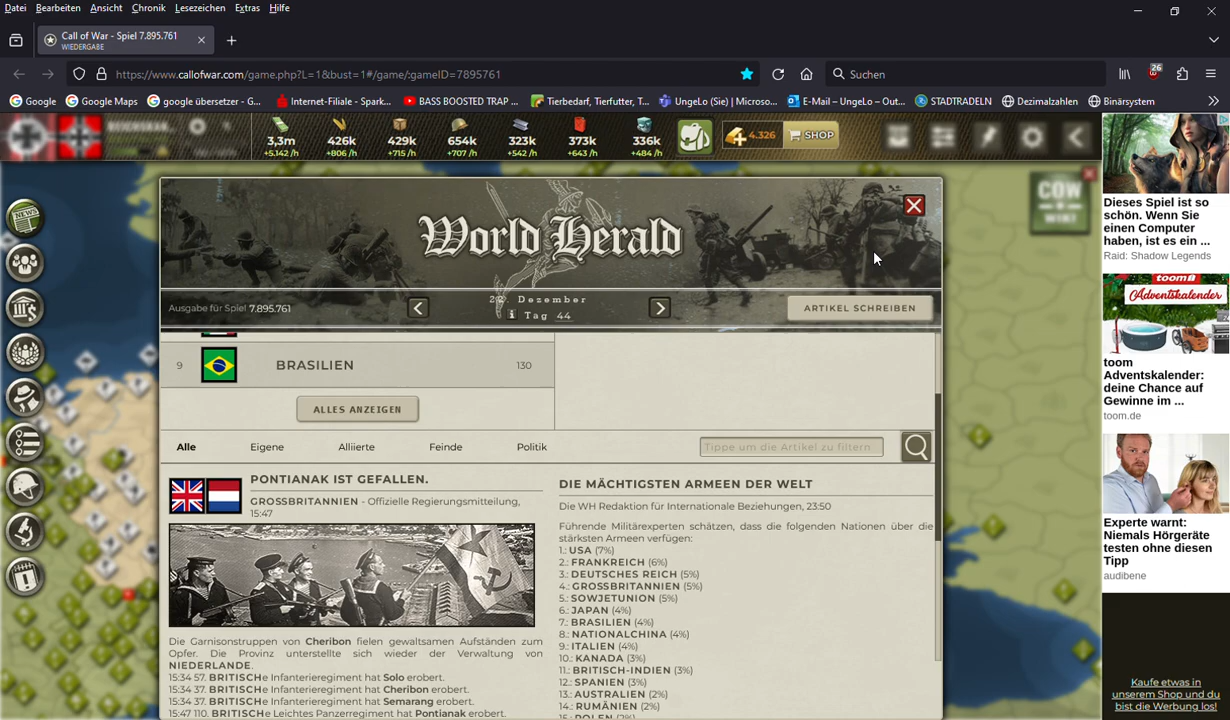 Datei Bearbeiten Ansicht Chronik Lesezeichen Extras Hilfe
Call of War - Spiel 7.895.761
WIEDERGABE
https://www.callofwar.com/game.php?L=1&bust=1#/game/:gameID=7895761
Suchen
26
Google Google Maps google übersetzer - G... Internet-Filiale - Spark... BASS BOOSTED TRAP ... Tierbedarf, Tierfutter, T... UngeLo (Sie) | Microso... E-Mail – UngeLo – Out... STADTRADELN Dezimalzahlen Binärsystem
3,3m 426k 429k 654k 323k 373k 336k
+5.142 /h +806 /h +715 /h +707 /h +542 /h +643 /h +484 /h
4.326 SHOP
NEWS
COW
WIKI
World Herald
Ausgabe für Spiel 7.895.761
Dezember
Tag 44
ARTIKEL SCHREIBEN
9 BRASILIEN 130
ALLES ANZEIGEN
Alle Eigene Alliierte Feinde Politik
Tippe um die Artikel zu filtern
PONTIANAK IST GEFALLEN.
GROSSBRITANNIEN - Offizielle Regierungsmitteilung,
15:47
Die Garnisonstruppen von Cheribon fielen gewaltsamen Aufständen zum
Opfer. Die Provinz unterstellte sich wieder der Verwaltung von
NIEDERLANDE.
15:34 57. BRITISCHe Infanterieregiment hat Solo erobert.
15:34 37. BRITISCHe Infanterieregiment hat Cheribon erobert.
15:34 37. BRITISCHe Infanterieregiment hat Semarang erobert.
15:47 110. BRITISCHe Leichtes Panzerregiment hat Pontianak erobert.
DIE MÄCHTIGSTEN ARMEEN DER WELT
Die WH Redaktion für Internationale Beziehungen, 23:50
Führende Militärexperten schätzen, dass die folgenden Nationen über die
stärksten Armeen verfügen:
1.: USA (7%)
2.: FRANKREICH (6%)
3.: DEUTSCHES REICH (5%)
4.: GROSSBRITANNIEN (5%)
5.: SOWJETUNION (5%)
6.: JAPAN (4%)
7.: BRASILIEN (4%)
8.: NATIONALCHINA (4%)
9.: ITALIEN (4%)
10.: KANADA (3%)
11.: BRITISCH-INDIEN (3%)
12.: SPANIEN (3%)
13.: AUSTRALIEN (2%)
14.: RUMÄNIEN (2%)
15.: POLEN (2%)
Dieses Spiel ist so
schön. Wenn Sie
einen Computer
haben, ist es ein ...
Raid: Shadow Legends
toom
Adventskalender
toom
Adventskalender:
deine Chance auf
Gewinne im ...
toom.de
Experte warnt:
Niemals Hörgeräte
testen ohne diesen
Tipp
audibene
Kaufe etwas in
unserem Shop und du
bist die Werbung los!